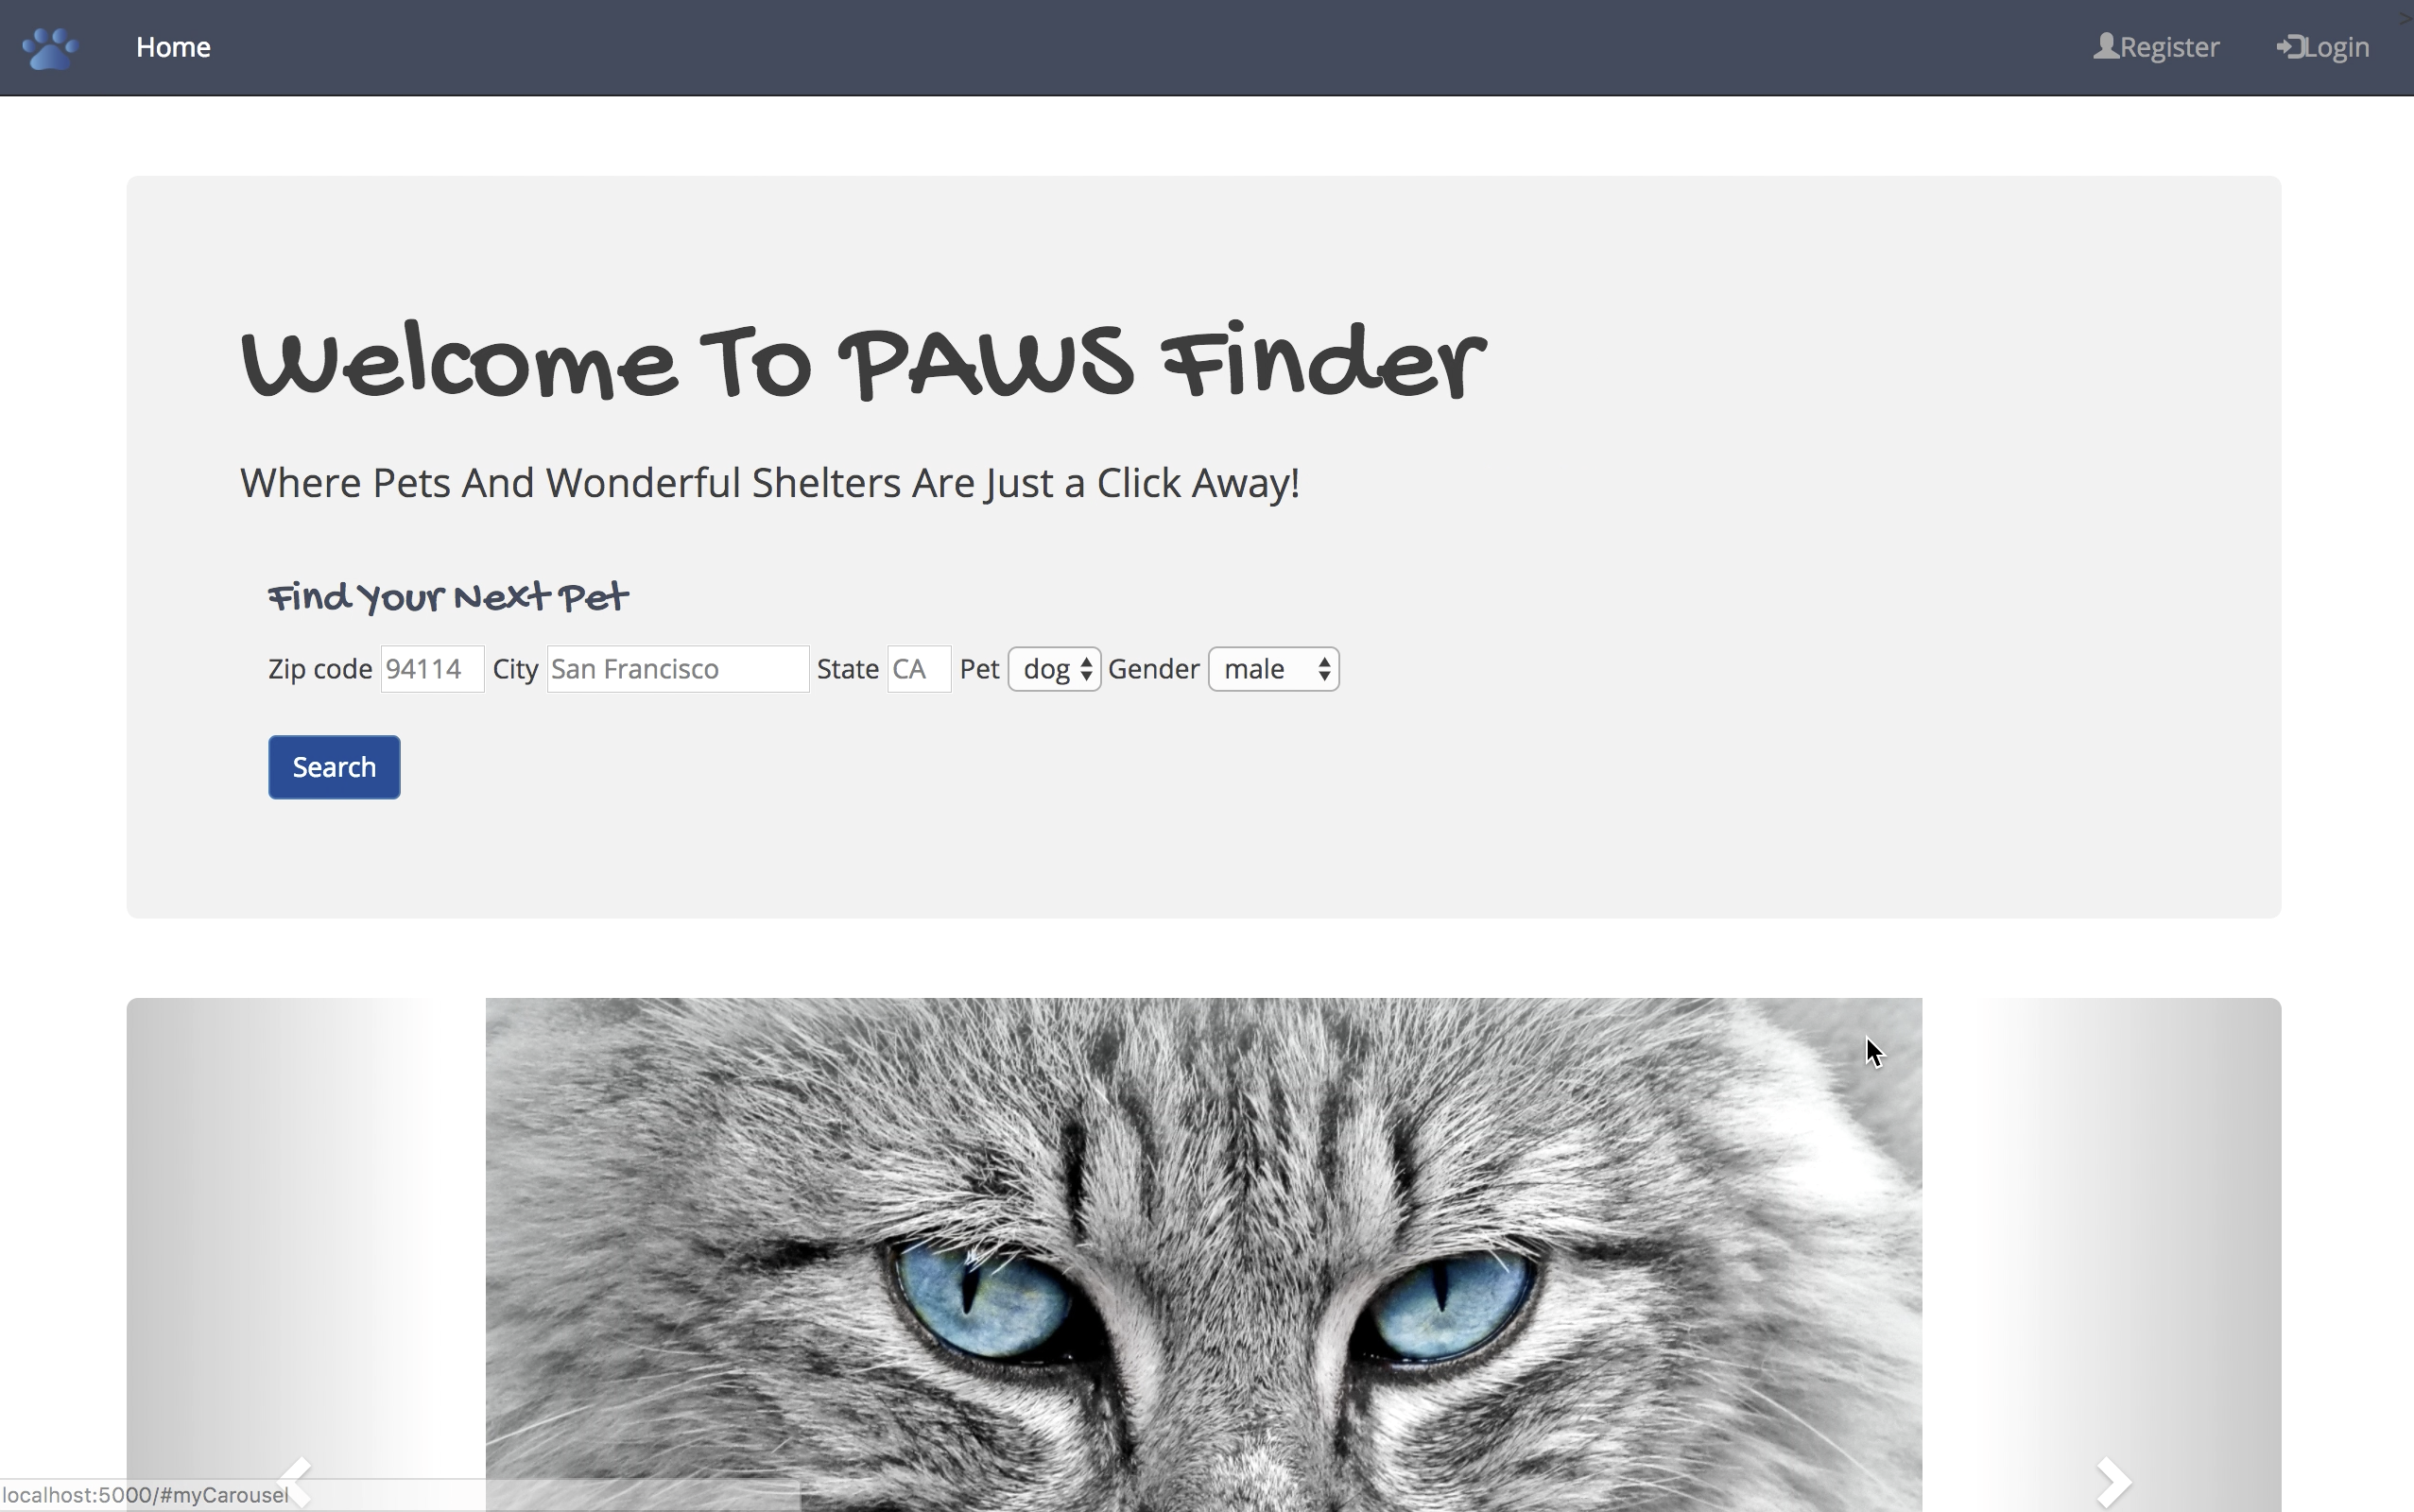 Home Register Login
Welcome To PAWS Finder
Where Pets And Wonderful Shelters Are Just a Click Away!
Find Your Next Pet
Zip code 94114 City San Francisco State CA Pet dog Gender male
Search
localhost:5000/#myCarousel